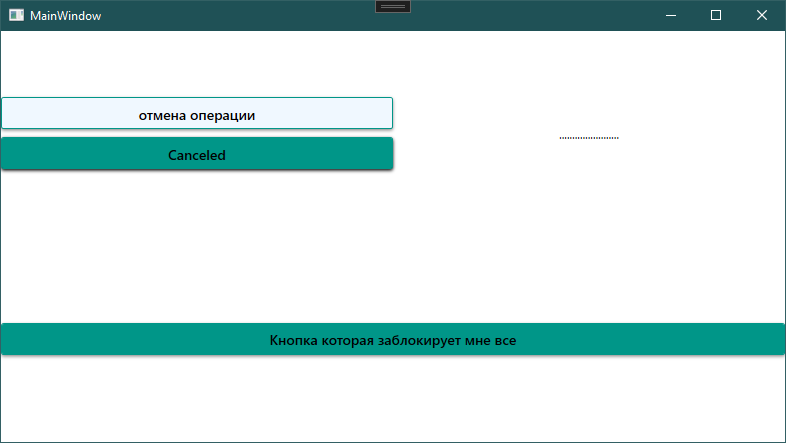 MainWindow
отмена операции
......................
Canceled
Кнопка которая заблокирует мне все